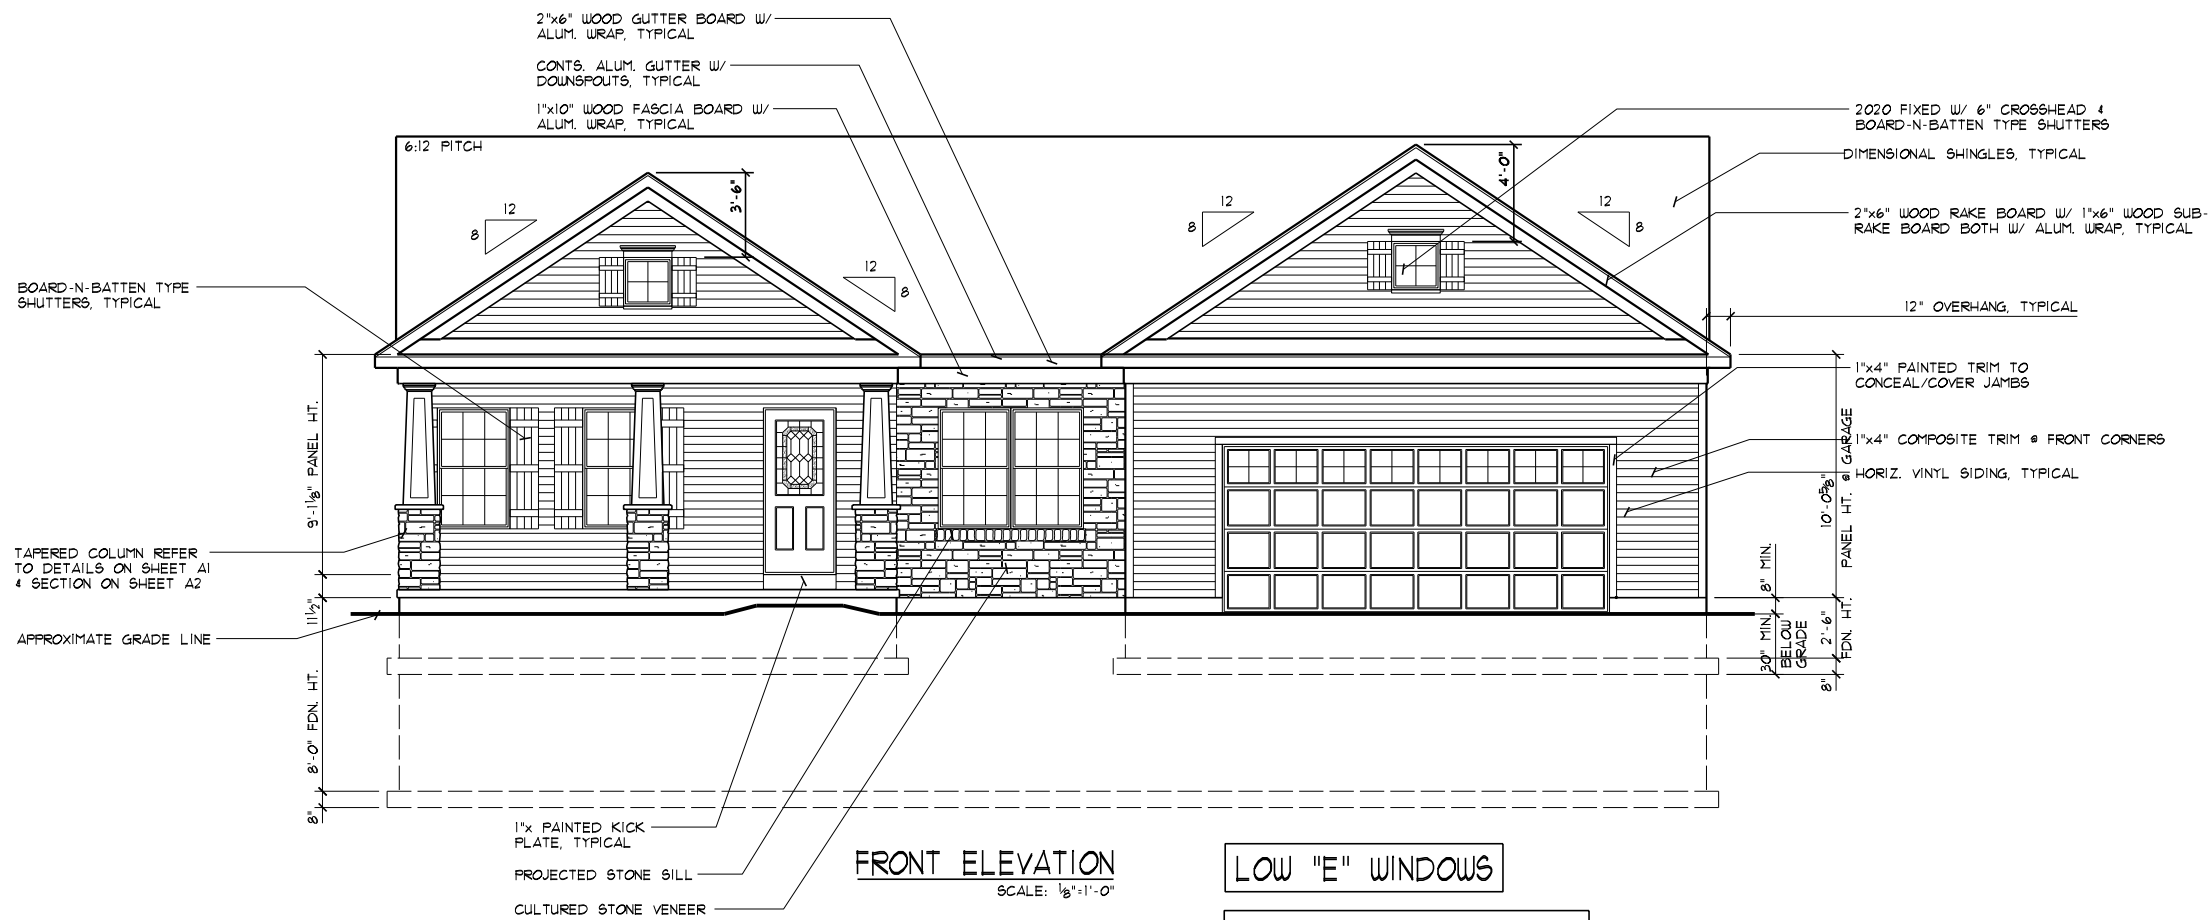 2"x6" WOOD GUTTER BOARD W/
ALUM. WRAP, TYPICAL
CONTS. ALUM. GUTTER W/
DOWNSPOUTS, TYPICAL
1"x10" WOOD FASCIA BOARD W/
ALUM. WRAP, TYPICAL
6:12 PITCH
12
8
3'-6"
12
8
12
8
4'-0"
12
8
2020 FIXED W/ 6" CROSSHEAD &
BOARD-N-BATTEN TYPE SHUTTERS
DIMENSIONAL SHINGLES, TYPICAL
2"x6" WOOD RAKE BOARD W/ 1"x6" WOOD SUB-
RAKE BOARD BOTH W/ ALUM. WRAP, TYPICAL
12" OVERHANG, TYPICAL
1"x4" PAINTED TRIM TO
CONCEAL/COVER JAMBS
1"x4" COMPOSITE TRIM @ FRONT CORNERS
HORIZ. VINYL SIDING, TYPICAL
BOARD-N-BATTEN TYPE
SHUTTERS, TYPICAL
TAPERED COLUMN REFER
TO DETAILS ON SHEET A1
& SECTION ON SHEET A2
APPROXIMATE GRADE LINE
9'-1⅛" PANEL HT.
11½"
8'-0" FDN. HT.
8"
10'-0⅝"
PANEL HT. @ GARAGE
8" MIN.
30" MIN.
BELOW
GRADE
2'-6"
FDN. HT.
8"
1"x PAINTED KICK
PLATE, TYPICAL
PROJECTED STONE SILL
CULTURED STONE VENEER
FRONT ELEVATION
SCALE: ⅛"=1'-0"
LOW "E" WINDOWS